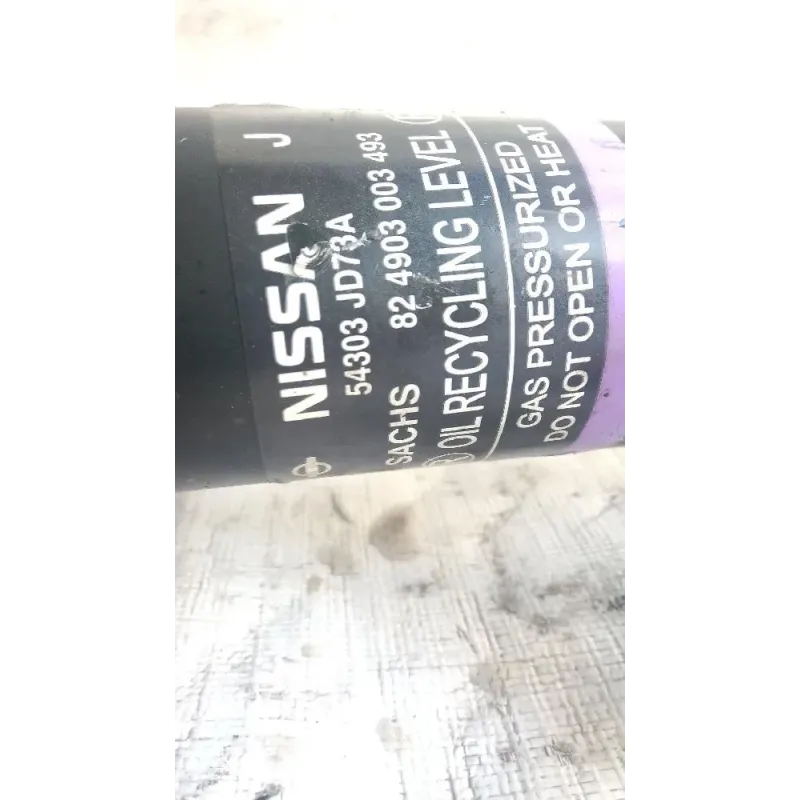 NISSAN J
54303 JD73A
SACHS 82 4903 003 493
OIL RECYCLING LEVEL
GAS PRESSURIZED
DO NOT OPEN OR HEAT